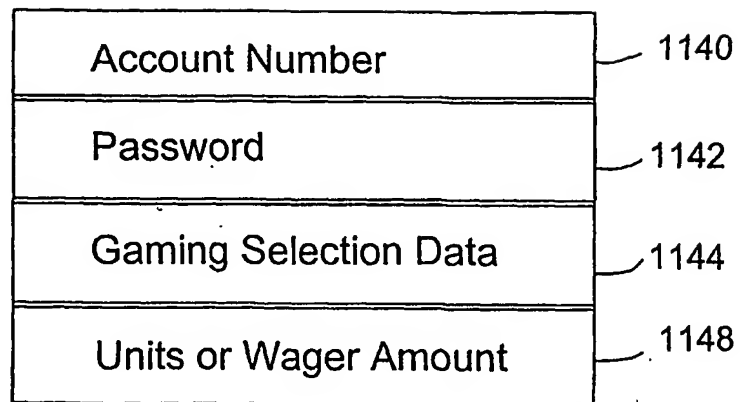 Account Number 1140
Password 1142
Gaming Selection Data 1144
Units or Wager Amount 1148